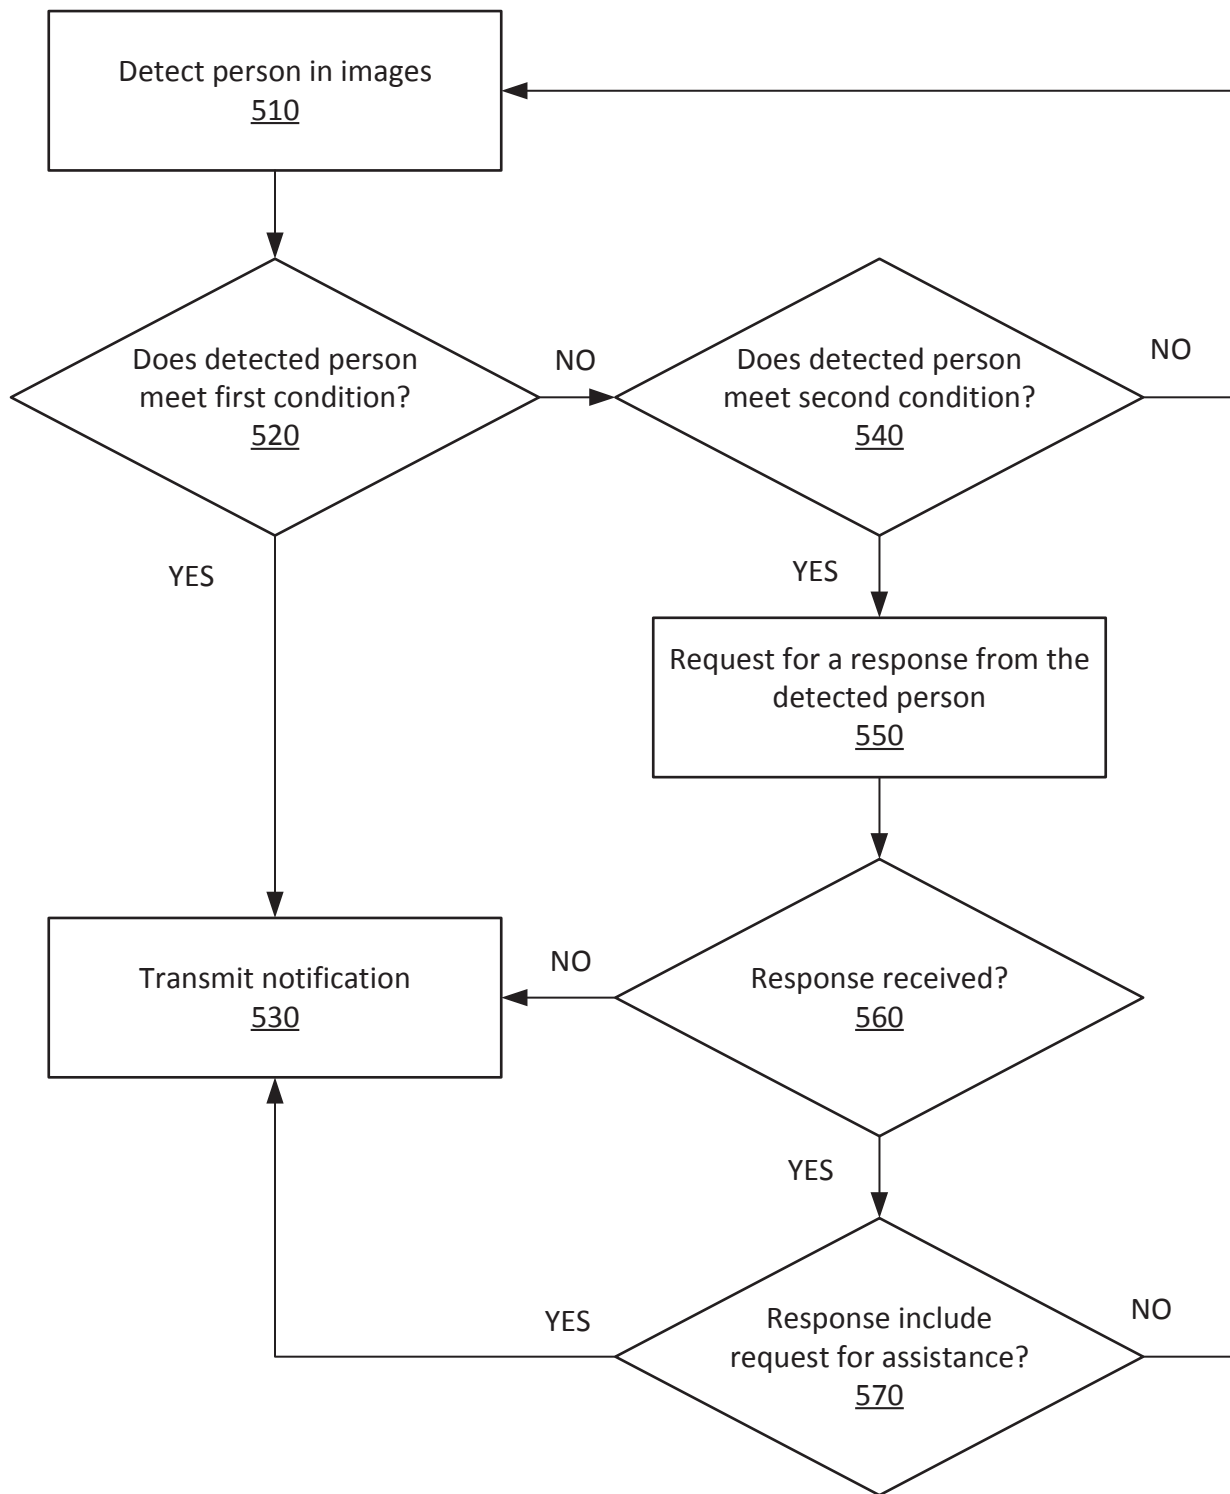 Detect person in images
510
Does detected person
meet first condition?
520
NO
Does detected person
meet second condition?
540
NO
YES
YES
Request for a response from the
detected person
550
Transmit notification
530
NO
Response received?
560
YES
YES
Response include
request for assistance?
570
NO